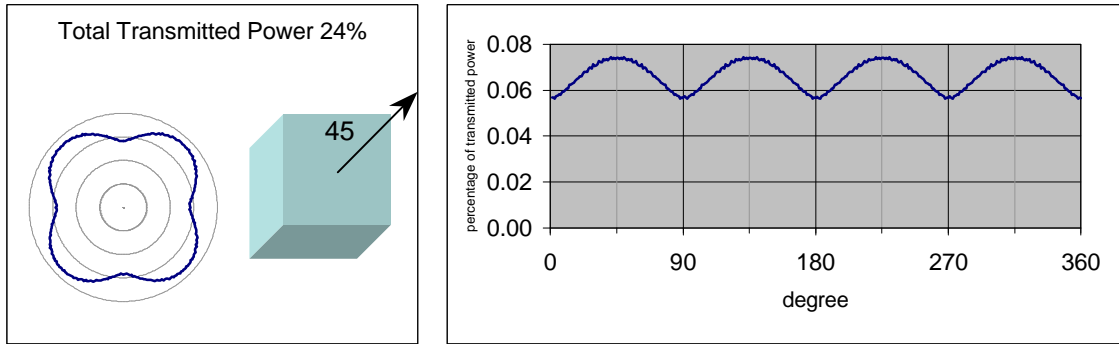 Total Transmitted Power 24%
45
percentage of transmitted power
0.08
0.06
0.04
0.02
0.00
0 90 180 270 360
degree